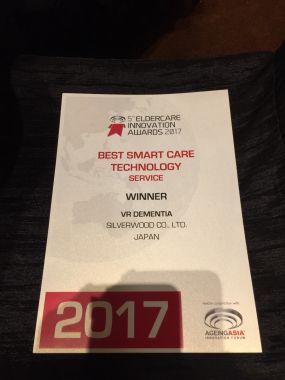 5th ELDERCARE
INNOVATION
AWARDS 2017
BEST SMART CARE
TECHNOLOGY
SERVICE
WINNER
VR DEMENTIA
SILVERWOOD CO., LTD.
JAPAN
2017
AGEINGASIA
INNOVATION FORUM